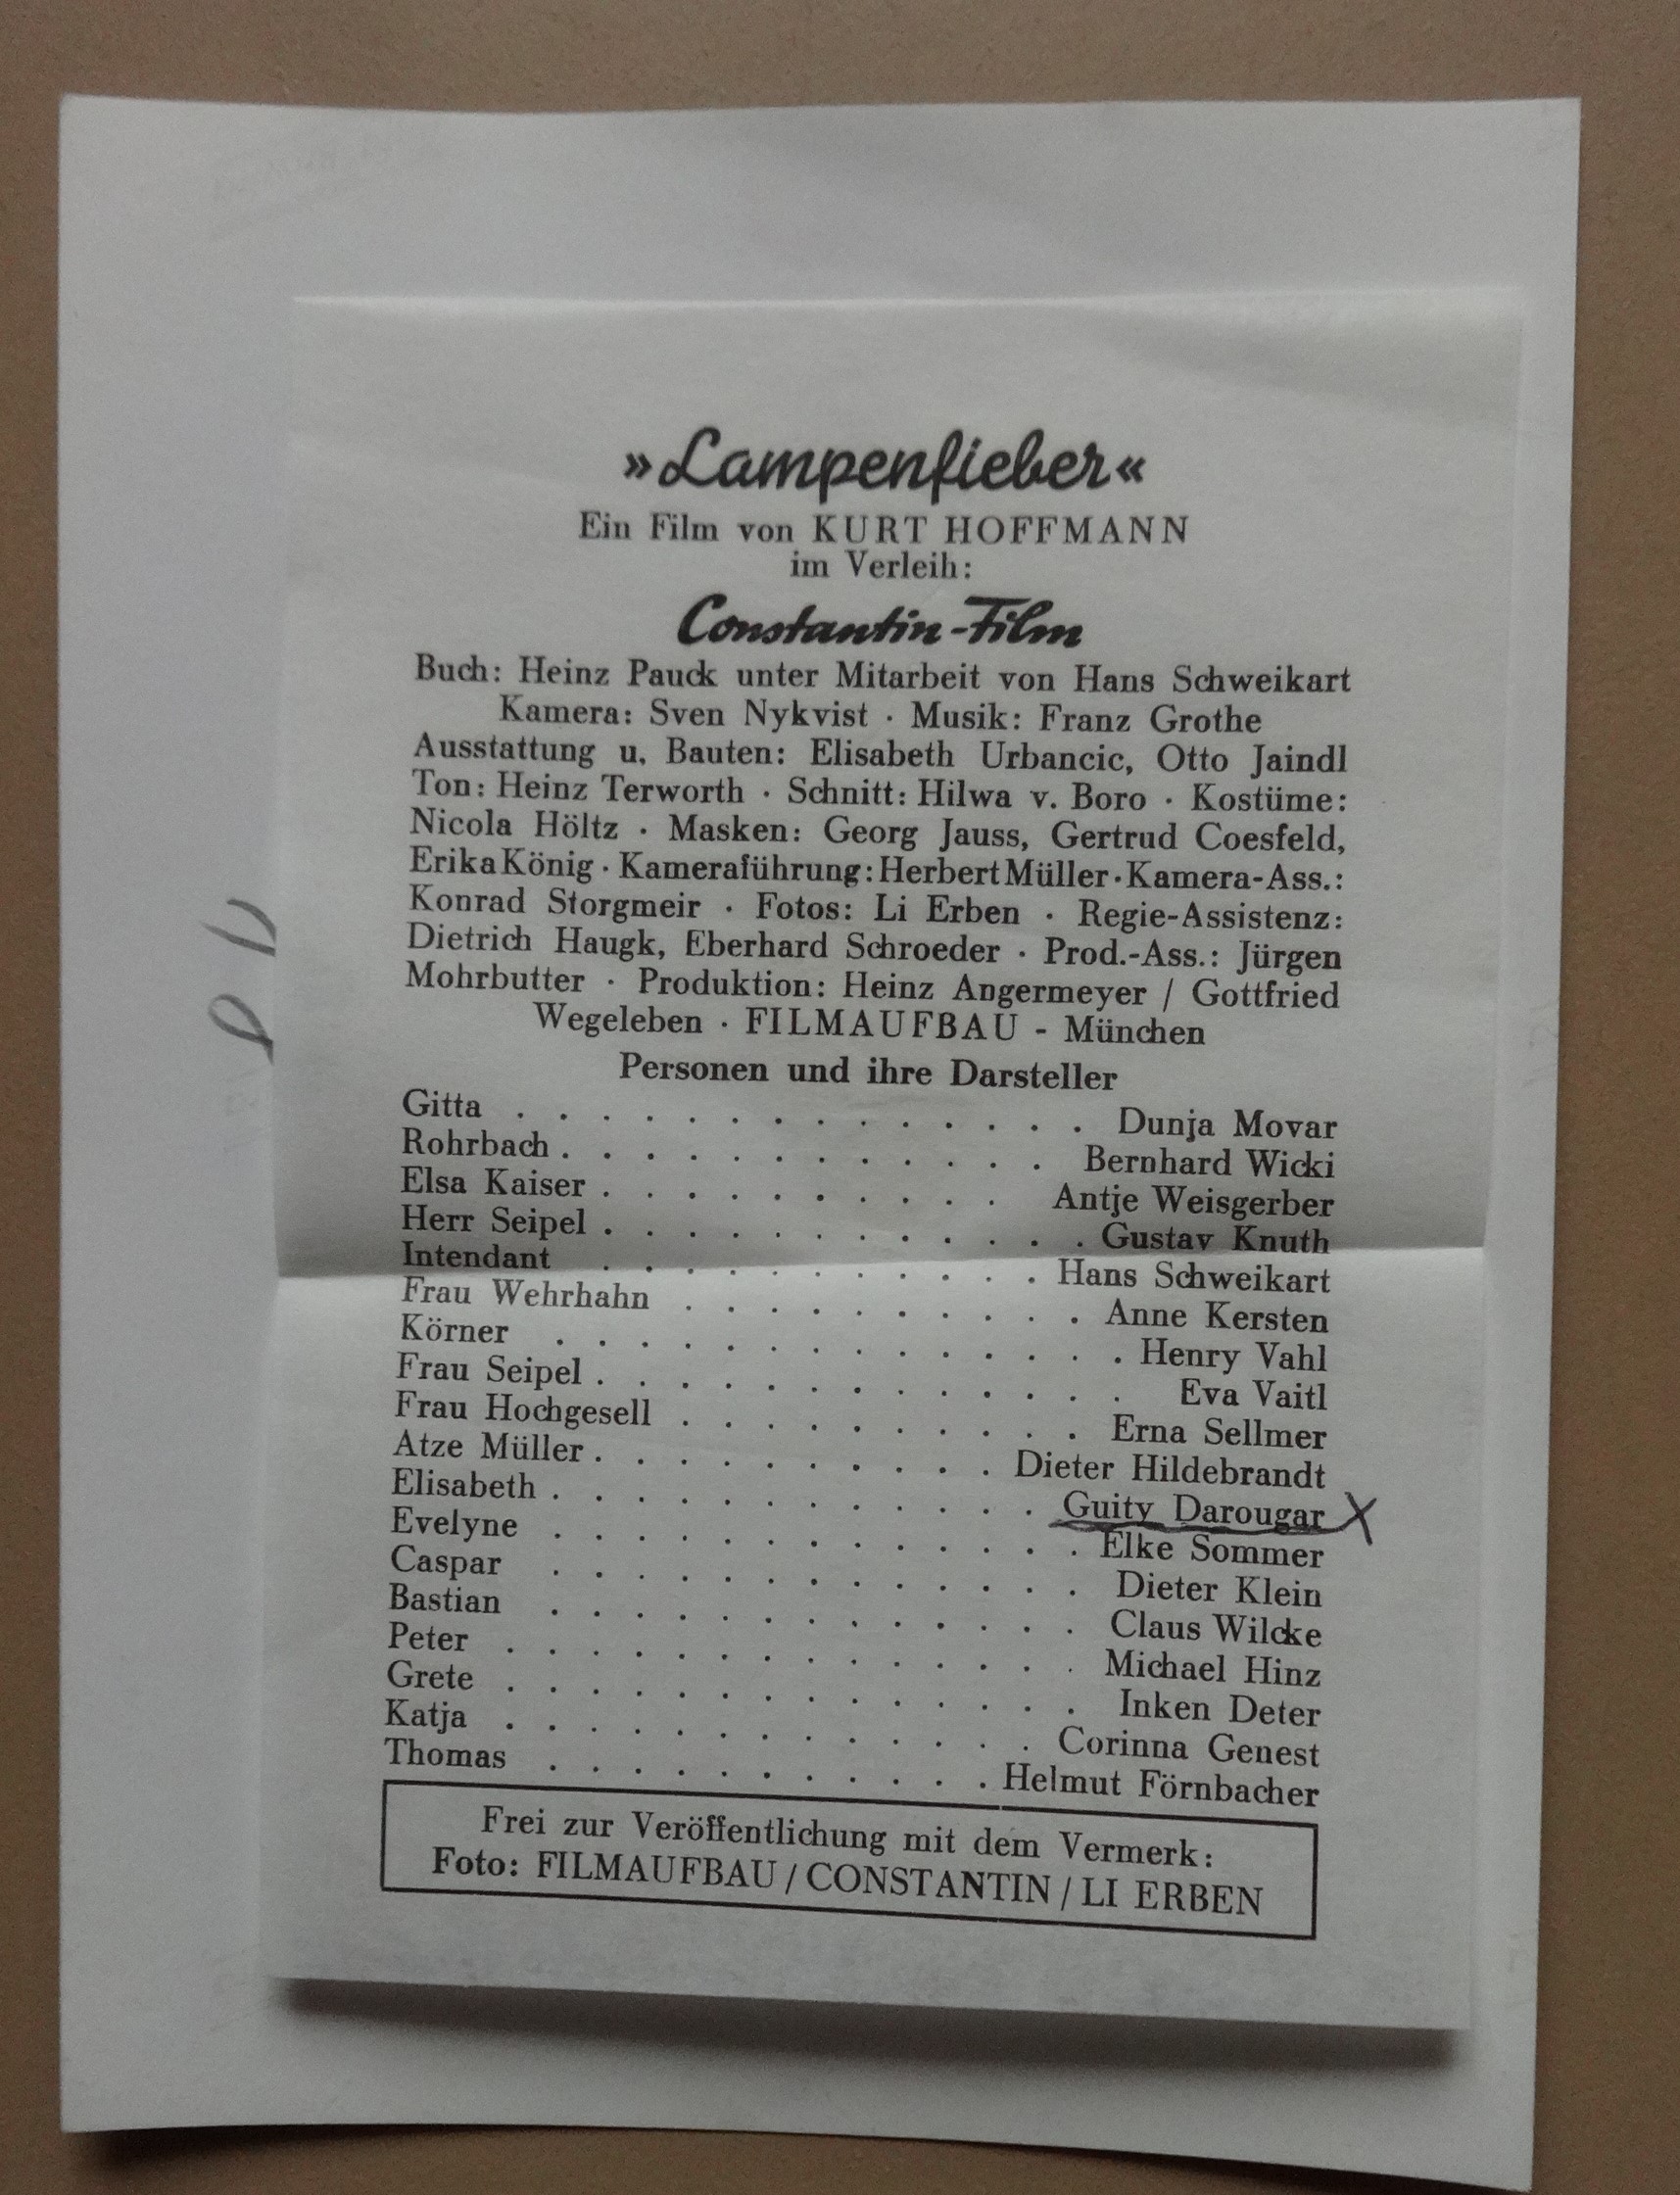 »Lampenfieber«
Ein Film von KURT HOFFMANN
im Verleih:
Constantin-Film
Buch: Heinz Pauck unter Mitarbeit von Hans Schweikart
Kamera: Sven Nykvist · Musik: Franz Grothe
Ausstattung u. Bauten: Elisabeth Urbancic, Otto Jaindl
Ton: Heinz Terworth · Schnitt: Hilwa v. Boro · Kostüme:
Nicola Höltz · Masken: Georg Jauss, Gertrud Coesfeld,
Erika König · Kameraführung: Herbert Müller · Kamera-Ass.:
Konrad Storgmeir · Fotos: Li Erben · Regie-Assistenz:
Dietrich Haugk, Eberhard Schroeder · Prod.-Ass.: Jürgen
Mohrbutter · Produktion: Heinz Angermeyer / Gottfried
Wegeleben · FILMAUFBAU - München
Personen und ihre Darsteller
Gitta . . . . . . . . . . . . . . Dunja Movar
Rohrbach . . . . . . . . . . . . Bernhard Wicki
Elsa Kaiser . . . . . . . . . . Antje Weisgerber
Herr Seipel . . . . . . . . . . . . Gustav Knuth
Intendant . . . . . . . . . . . Hans Schweikart
Frau Wehrhahn . . . . . . . . . . Anne Kersten
Körner . . . . . . . . . . . . . . Henry Vahl
Frau Seipel . . . . . . . . . . . . . Eva Vaitl
Frau Hochgesell . . . . . . . . . . Erna Sellmer
Atze Müller . . . . . . . . . . Dieter Hildebrandt
Elisabeth . . . . . . . . . . . . Guity Darougar X
Evelyne . . . . . . . . . . . . . Elke Sommer
Caspar . . . . . . . . . . . . . Dieter Klein
Bastian . . . . . . . . . . . . . Claus Wilcke
Peter . . . . . . . . . . . . . . Michael Hinz
Grete . . . . . . . . . . . . . . Inken Deter
Katja . . . . . . . . . . . . . Corinna Genest
Thomas . . . . . . . . . . . Helmut Förnbacher
Frei zur Veröffentlichung mit dem Vermerk:
Foto: FILMAUFBAU / CONSTANTIN / LI ERBEN